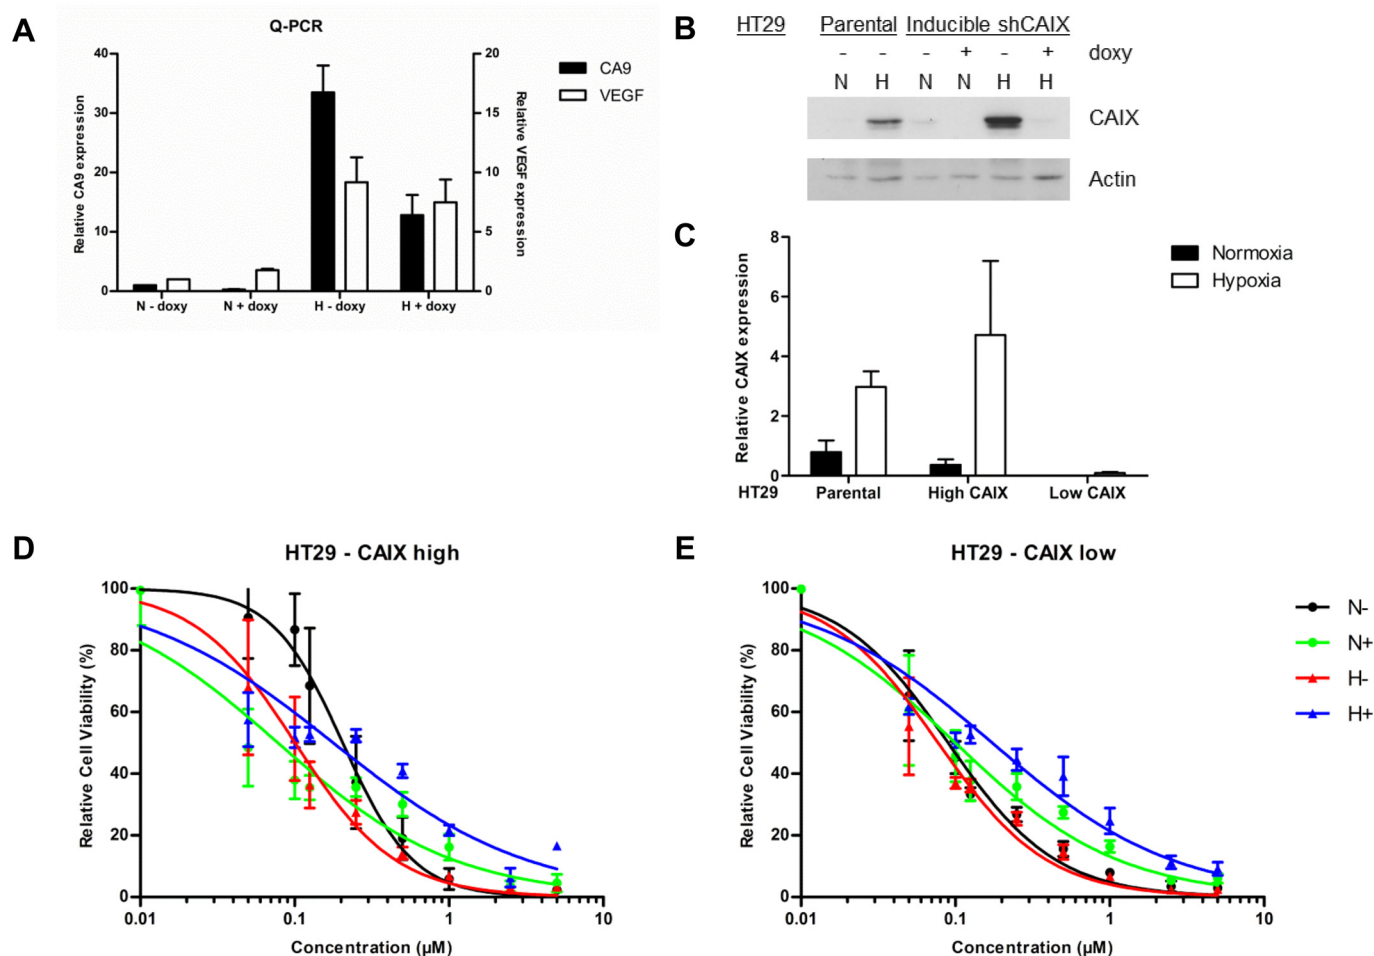 A
Q-PCR
Relative CA9 expression
40
30
20
10
0
20
15
10
5
0
Relative VEGF expression
CA9
VEGF
N - doxy N + doxy H - doxy H + doxy
B
HT29 Parental Inducible shCAIX
- - - + - + doxy
N H N N H H
CAIX
Actin
C
Relative CAIX expression
8
6
4
2
0
Normoxia
Hypoxia
HT29 Parental High CAIX Low CAIX
D
HT29 - CAIX high
Relative Cell Viability (%)
100
80
60
40
20
0
0.01 0.1 1 10
Concentration (µM)
E
HT29 - CAIX low
Relative Cell Viability (%)
100
80
60
40
20
0
0.01 0.1 1 10
Concentration (µM)
N-
N+
H-
H+